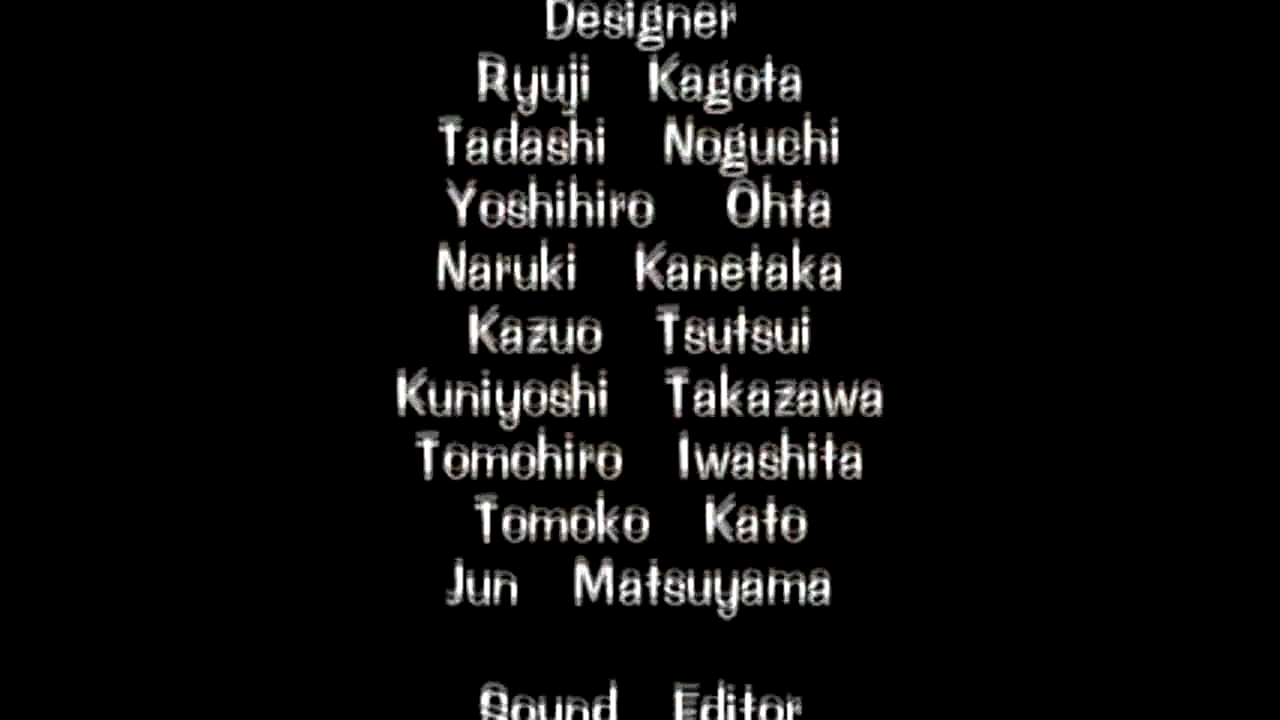 Designer
Ryuji Kagota
Tadashi Noguchi
Yoshihiro Ohta
Naruki Kanetaka
Kazuo Tsutsui
Kuniyoshi Takazawa
Tomohiro Iwashita
Tomoko Kato
Jun Matsuyama
Sound Editor